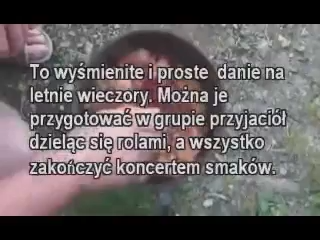 To wyśmienite i proste danie na
letnie wieczory. Można je
przygotować w grupie przyjaciół
dzieląc się rolami, a wszystko
zakończyć koncertem smaków.